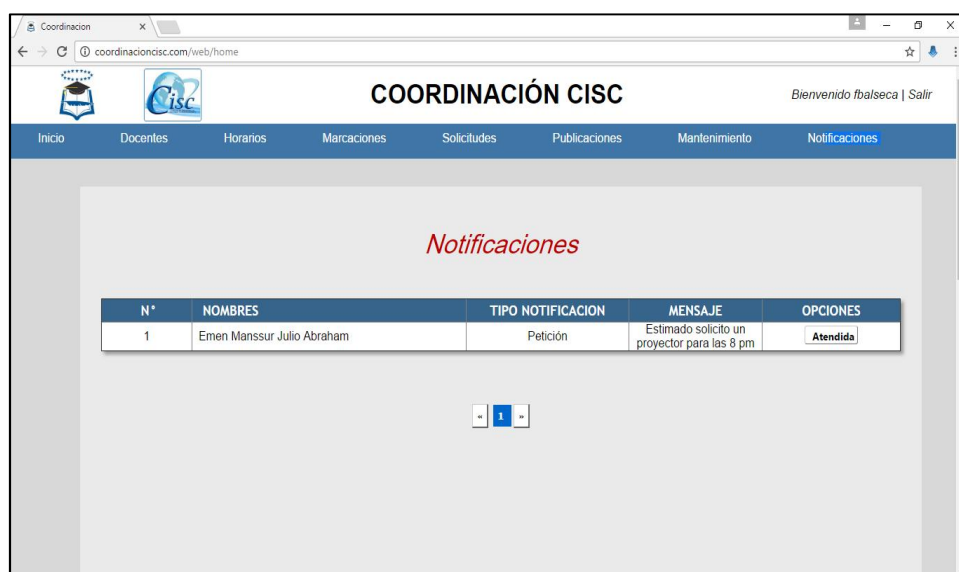 Coordinacion
coordinacioncisc.com/web/home
Cisc
COORDINACIÓN CISC
Bienvenido fbalseca | Salir
Inicio Docentes Horarios Marcaciones Solicitudes Publicaciones Mantenimiento Notificaciones
Notificaciones
N° NOMBRES TIPO NOTIFICACION MENSAJE OPCIONES
1 Emen Manssur Julio Abraham Petición Estimado solicito un
proyector para las 8 pm Atendida
« 1 »